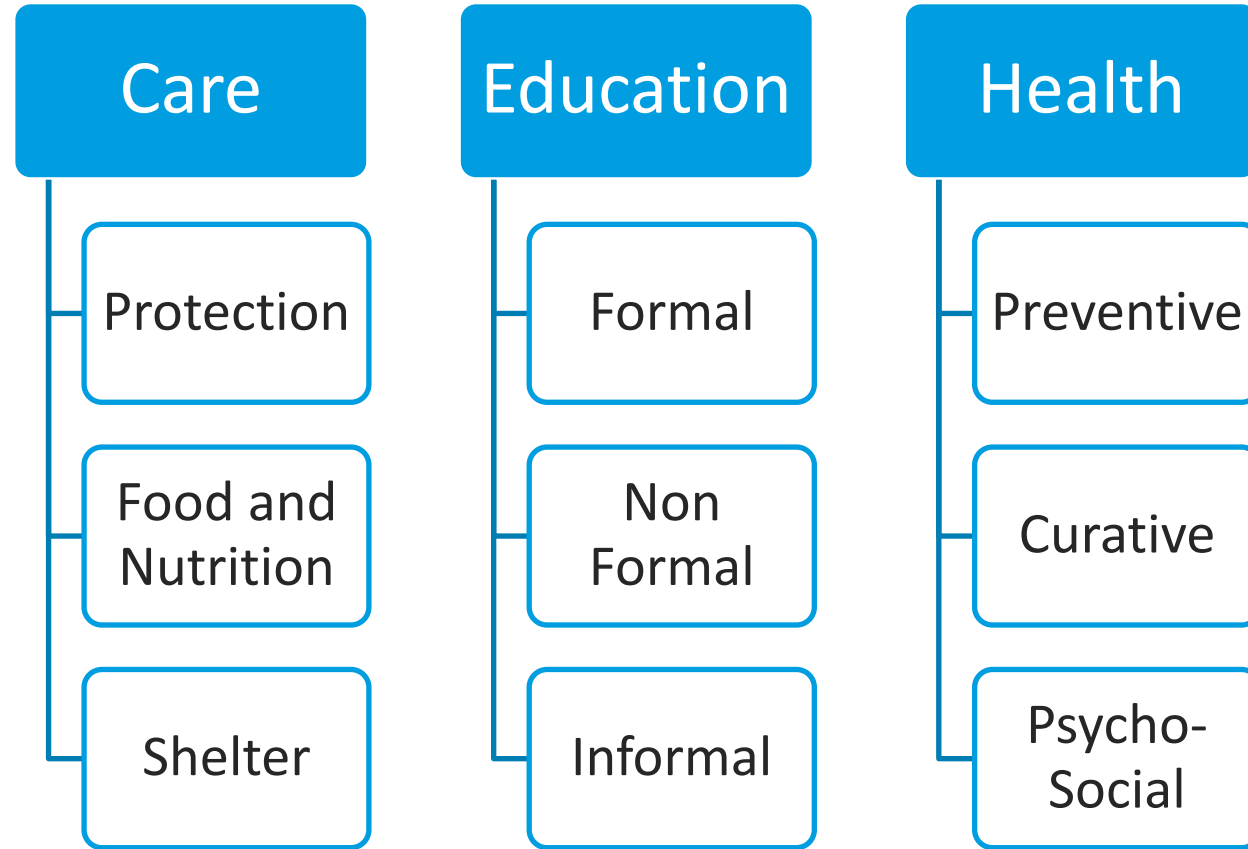 Care
Protection
Food and
Nutrition
Shelter
Education
Formal
Non
Formal
Informal
Health
Preventive
Curative
Psycho-
Social